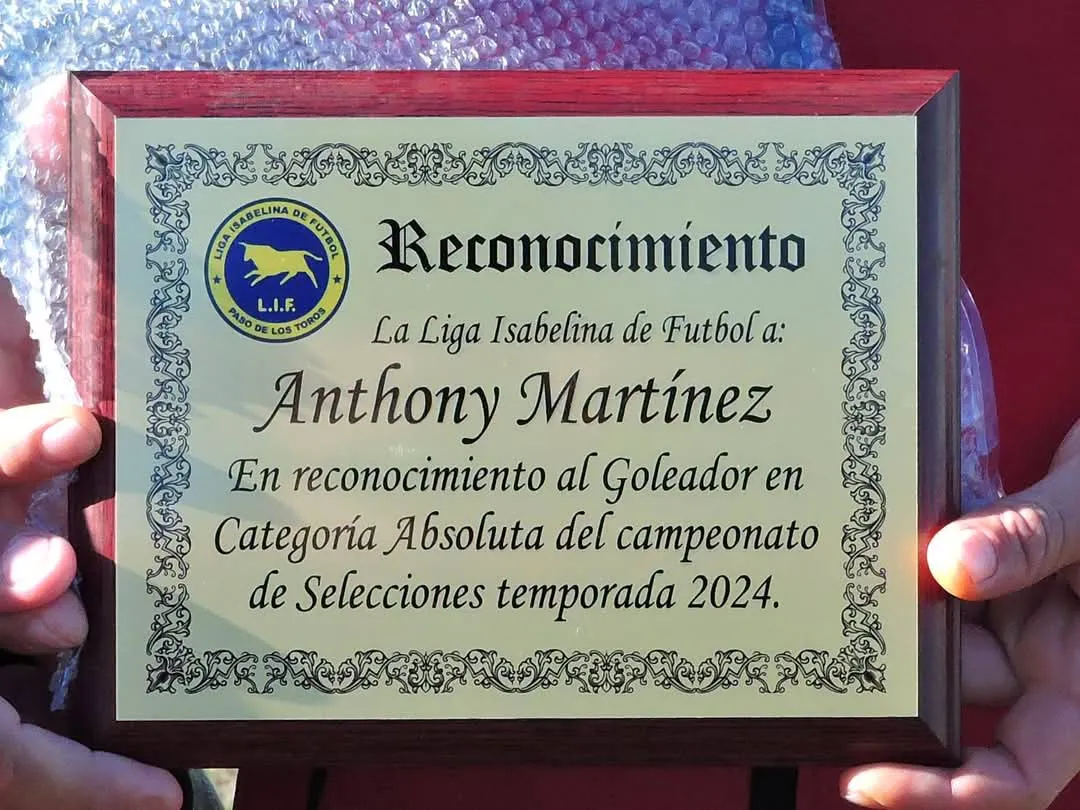 LIGA ISABELINA DE FUTBOL
L.I.F.
PASO DE LOS TOROS
Reconocimiento
La Liga Isabelina de Futbol a:
Anthony Martínez
En reconocimiento al Goleador en
Categoría Absoluta del campeonato
de Selecciones temporada 2024.